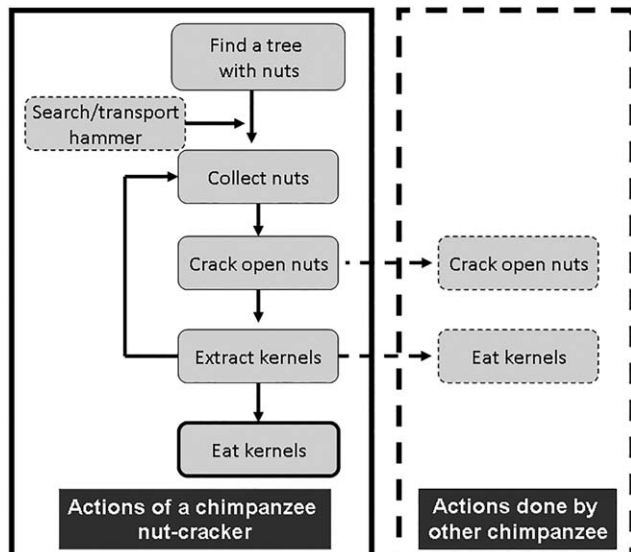 Find a tree
with nuts
Search/transport
hammer
Collect nuts
Crack open nuts
Crack open nuts
Extract kernels
Eat kernels
Eat kernels
Actions of a chimpanzee
nut-cracker
Actions done by
other chimpanzee